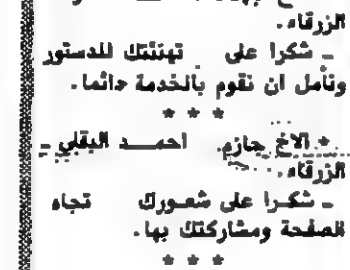 الزرقاء.
ـ شكرا على تهنئتك للدستور
ونأمل ان نقوم بالخدمة دائما.
* * *
* الاخ حازم احمد البقلي ـ
الزرقاء.
ـ شكرا على شعورك تجاه
الصفحة ومشاركتك بها.
* * *